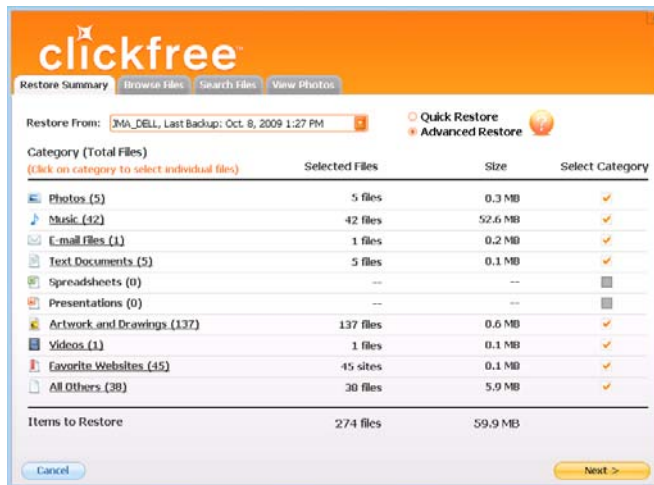 clickfree™
Restore Summary Browse Files Search Files View Photos
Restore From: JMA_DELL, Last Backup: Oct. 8, 2009 1:27 PM
Quick Restore
Advanced Restore ?
Category (Total Files) Selected Files Size Select Category
(Click on category to select individual files)
Photos (5) 5 files 0.3 MB
Music (42) 42 files 52.6 MB
E-mail Files (1) 1 files 0.2 MB
Text Documents (5) 5 files 0.1 MB
Spreadsheets (0) -- --
Presentations (0) -- --
Artwork and Drawings (137) 137 files 0.6 MB
Videos (1) 1 files 0.1 MB
Favorite Websites (45) 45 sites 0.1 MB
All Others (38) 38 files 5.9 MB
Items to Restore 274 files 59.9 MB
Cancel Next >